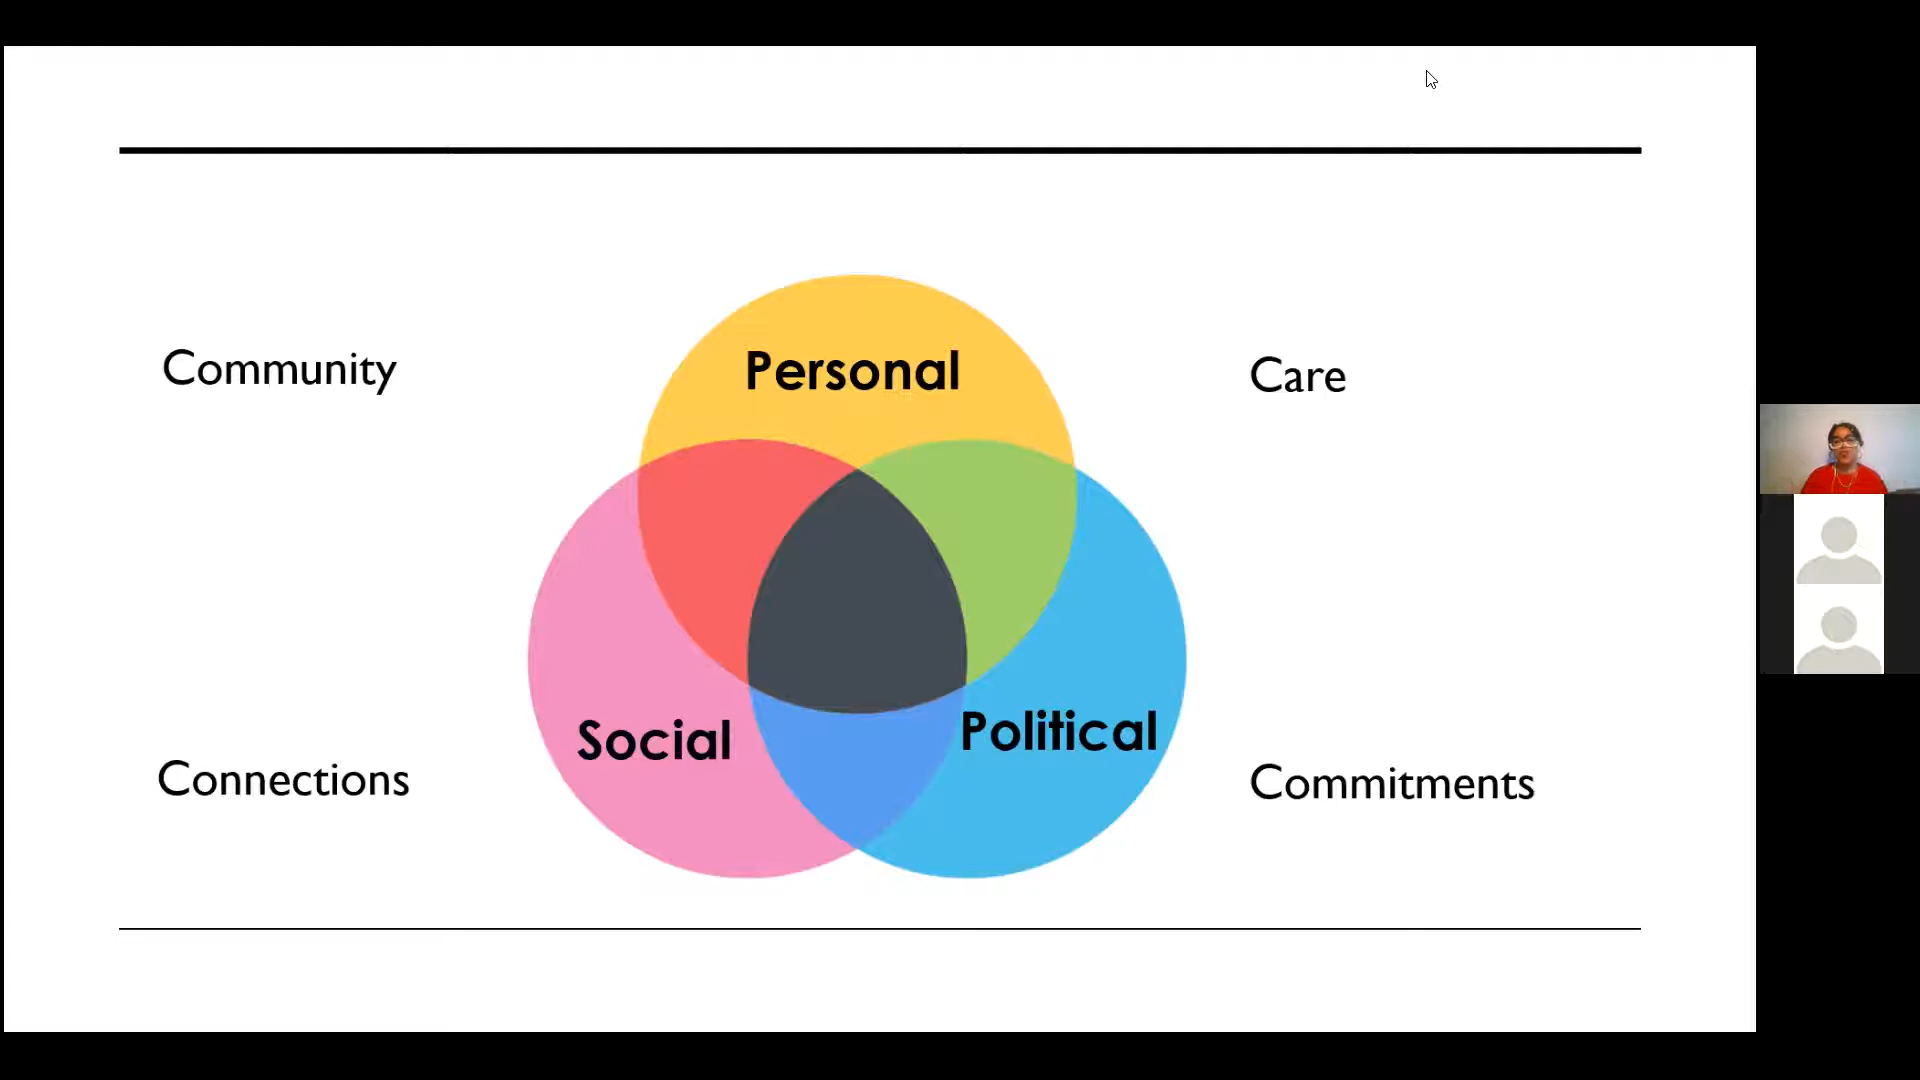 Community
Personal
Care
Social
Political
Connections
Commitments